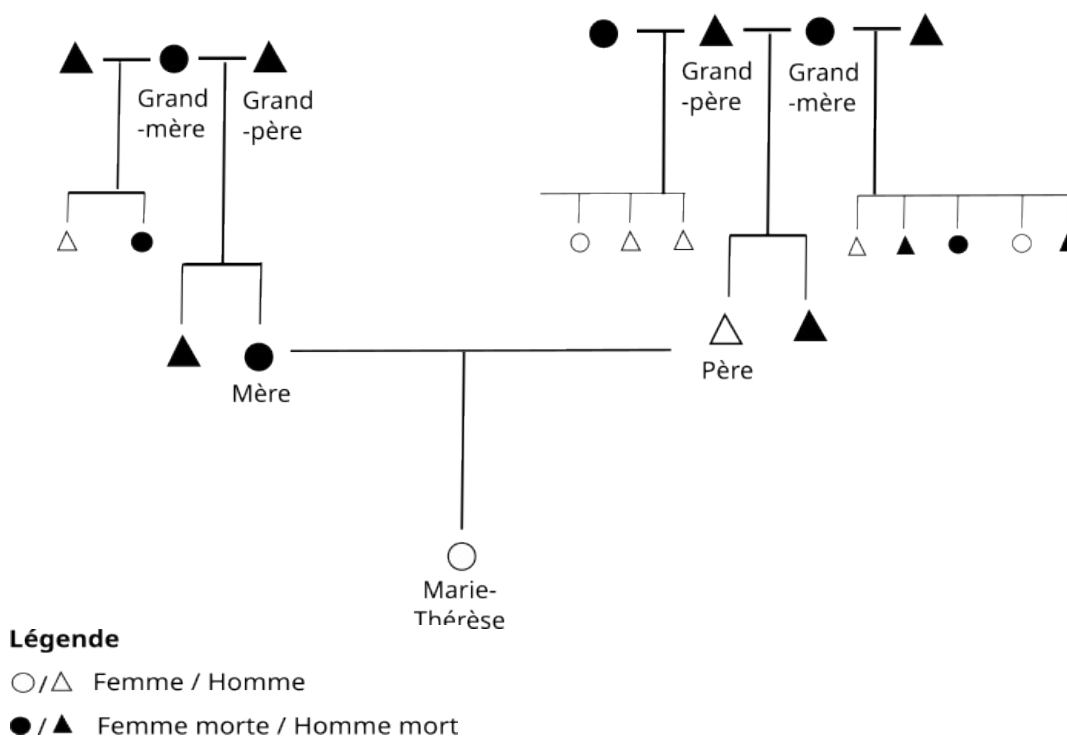 Grand
-mère
Grand
-père
Grand
-père
Grand
-mère
Mère
Père
Marie-
Thérèse
Légende
/ Femme / Homme
/ Femme morte / Homme mort